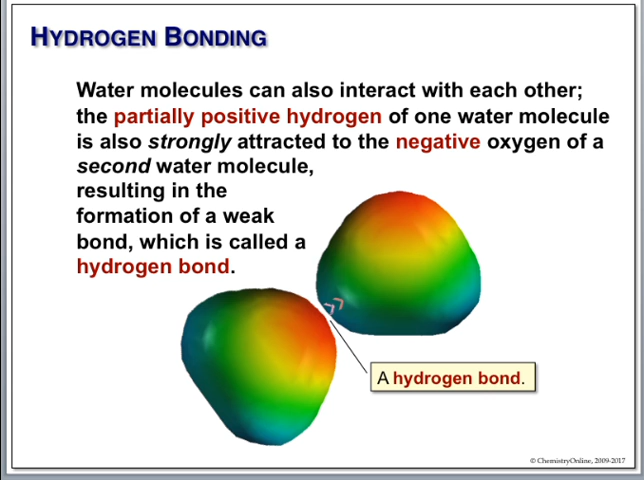 HYDROGEN BONDING
Water molecules can also interact with each other;
the partially positive hydrogen of one water molecule
is also strongly attracted to the negative oxygen of a
second water molecule,
resulting in the
formation of a weak
bond, which is called a
hydrogen bond.
A hydrogen bond.
© ChemistryOnline, 2009-2017